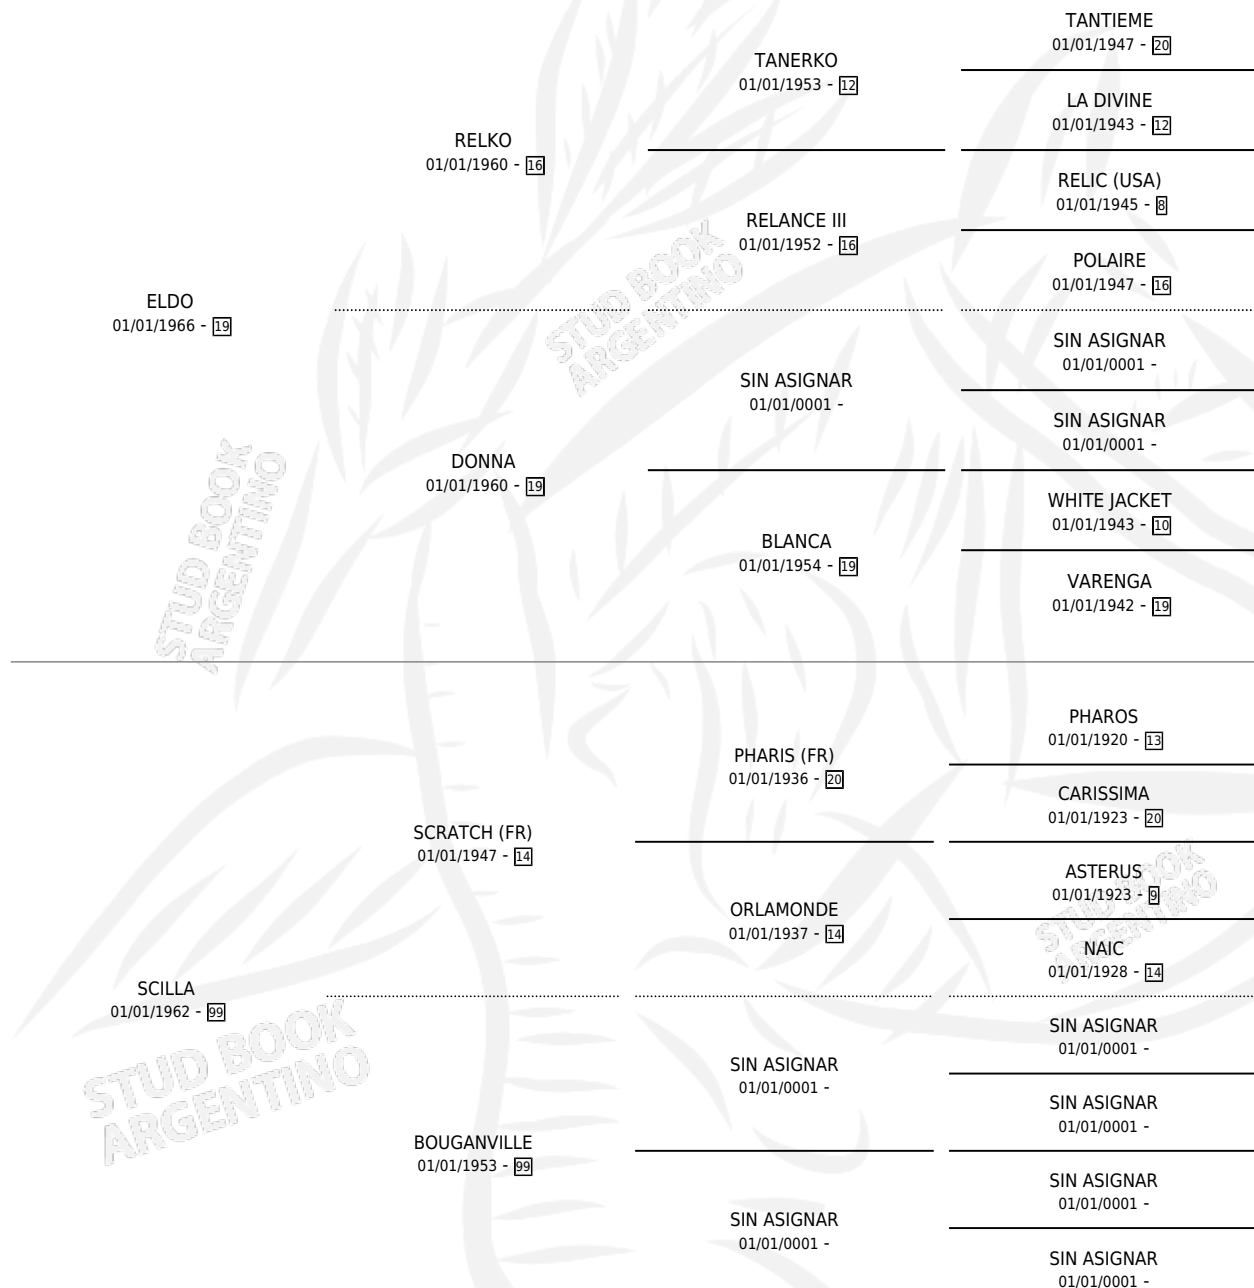 TANTIEME
01/01/1947 - 20
TANERKO
01/01/1953 - 12
LA DIVINE
01/01/1943 - 12
RELKO
01/01/1960 - 16
RELIC (USA)
01/01/1945 - 8
RELANCE III
01/01/1952 - 16
POLAIRE
01/01/1947 - 16
ELDO
01/01/1966 - 19
SIN ASIGNAR
01/01/0001 -
SIN ASIGNAR
01/01/0001 -
SIN ASIGNAR
01/01/0001 -
DONNA
01/01/1960 - 19
WHITE JACKET
01/01/1943 - 10
BLANCA
01/01/1954 - 19
VARENGA
01/01/1942 - 19
STUD BOOK
ARGENTINO
STUD BOOK
ARGENTINO
PHAROS
01/01/1920 - 13
PHARIS (FR)
01/01/1936 - 20
CARISSIMA
01/01/1923 - 20
SCRATCH (FR)
01/01/1947 - 14
ASTERUS
01/01/1923 - 9
ORLAMONDE
01/01/1937 - 14
NAIC
01/01/1928 - 14
SCILLA
01/01/1962 - 99
SIN ASIGNAR
01/01/0001 -
SIN ASIGNAR
01/01/0001 -
SIN ASIGNAR
01/01/0001 -
BOUGANVILLE
01/01/1953 - 99
SIN ASIGNAR
01/01/0001 -
SIN ASIGNAR
01/01/0001 -
SIN ASIGNAR
01/01/0001 -
STUD BOOK
ARGENTINO
STUD BOOK
ARGENTINO